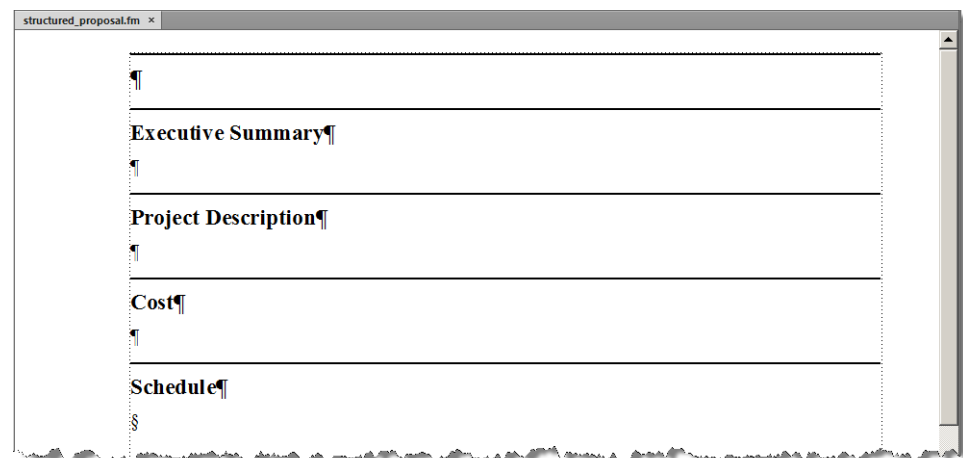 structured_proposal.fm ×
¶
Executive Summary¶
¶
Project Description¶
¶
Cost¶
¶
Schedule¶
§